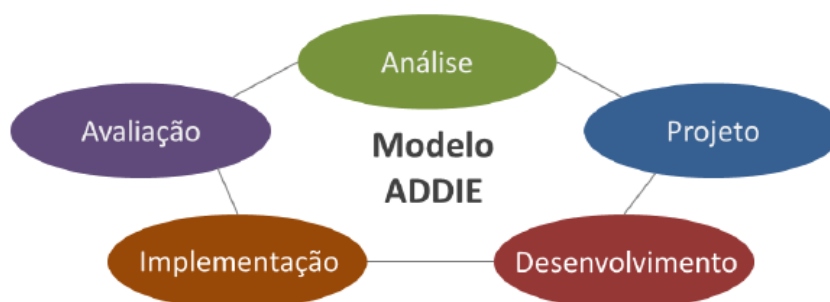 Análise
Avaliação
Projeto
Modelo
ADDIE
Implementação
Desenvolvimento